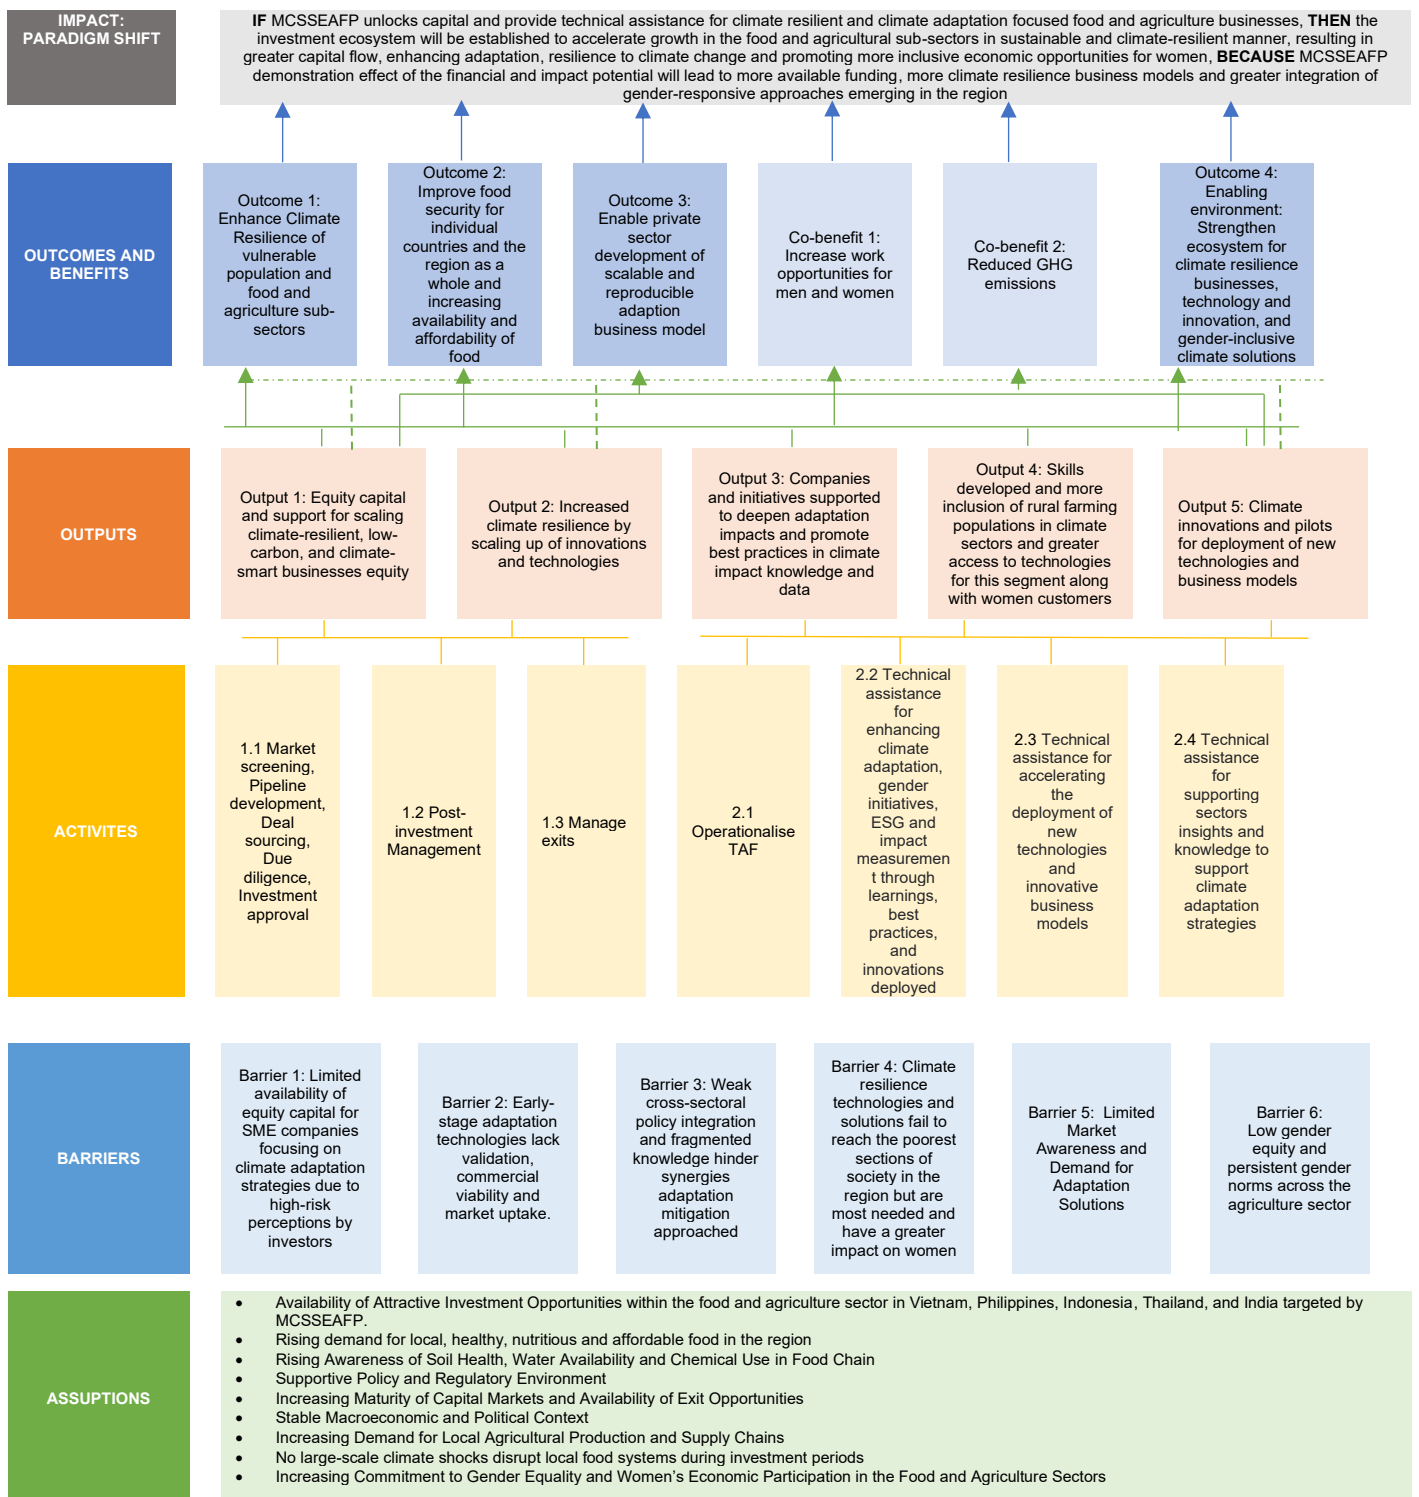 IMPACT:
PARADIGM SHIFT
IF MCSSEAFP unlocks capital and provide technical assistance for climate resilient and climate adaptation focused food and agriculture businesses, THEN the
investment ecosystem will be established to accelerate growth in the food and agricultural sub-sectors in sustainable and climate-resilient manner, resulting in
greater capital flow, enhancing adaptation, resilience to climate change and promoting more inclusive economic opportunities for women, BECAUSE MCSSEAFP
demonstration effect of the financial and impact potential will lead to more available funding, more climate resilience business models and greater integration of
gender-responsive approaches emerging in the region
OUTCOMES AND
BENEFITS
Outcome 1:
Enhance Climate
Resilience of
vulnerable
population and
food and
agriculture sub-
sectors
Outcome 2:
Improve food
security for
individual
countries and the
region as a
whole and
increasing
availability and
affordability of
food
Outcome 3:
Enable private
sector
development of
scalable and
reproducible
adaption
business model
Co-benefit 1:
Increase work
opportunities for
men and women
Co-benefit 2:
Reduced GHG
emissions
Outcome 4:
Enabling
environment:
Strengthen
ecosystem for
climate resilience
businesses,
technology and
innovation, and
gender-inclusive
climate solutions
OUTPUTS
Output 1: Equity capital
and support for scaling
climate-resilient, low-
carbon, and climate-
smart businesses equity
Output 2: Increased
climate resilience by
scaling up of innovations
and technologies
Output 3: Companies
and initiatives supported
to deepen adaptation
impacts and promote
best practices in climate
impact knowledge and
data
Output 4: Skills
developed and more
inclusion of rural farming
populations in climate
sectors and greater
access to technologies
for this segment along
with women customers
Output 5: Climate
innovations and pilots
for deployment of new
technologies and
business models
ACTIVITES
1.1 Market
screening,
Pipeline
development,
Deal
sourcing,
Due
diligence,
Investment
approval
1.2 Post-
investment
Management
1.3 Manage
exits
2.1
Operationalise
TAF
2.2 Technical
assistance
for
enhancing
climate
adaptation,
gender
initiatives,
ESG and
impact
measuremen
t through
learnings,
best
practices,
and
innovations
deployed
2.3 Technical
assistance for
accelerating
the
deployment of
new
technologies
and
innovative
business
models
2.4 Technical
assistance
for
supporting
sectors
insights and
knowledge to
support
climate
adaptation
strategies
BARRIERS
Barrier 1: Limited
availability of
equity capital for
SME companies
focusing on
climate adaptation
strategies due to
high-risk
perceptions by
investors
Barrier 2: Early-
stage adaptation
technologies lack
validation,
commercial
viability and
market uptake.
Barrier 3: Weak
cross-sectoral
policy integration
and fragmented
knowledge hinder
synergies
adaptation
mitigation
approached
Barrier 4: Climate
resilience
technologies and
solutions fail to
reach the poorest
sections of
society in the
region but are
most needed and
have a greater
impact on women
Barrier 5:  Limited
Market
Awareness and
Demand for
Adaptation
Solutions
Barrier 6:
Low gender
equity and
persistent gender
norms across the
agriculture sector
ASSUPTIONS
• Availability of Attractive Investment Opportunities within the food and agriculture sector in Vietnam, Philippines, Indonesia, Thailand, and India targeted by
MCSSEAFP.
• Rising demand for local, healthy, nutritious and affordable food in the region
• Rising Awareness of Soil Health, Water Availability and Chemical Use in Food Chain
• Supportive Policy and Regulatory Environment
• Increasing Maturity of Capital Markets and Availability of Exit Opportunities
• Stable Macroeconomic and Political Context
• Increasing Demand for Local Agricultural Production and Supply Chains
• No large-scale climate shocks disrupt local food systems during investment periods
• Increasing Commitment to Gender Equality and Women's Economic Participation in the Food and Agriculture Sectors